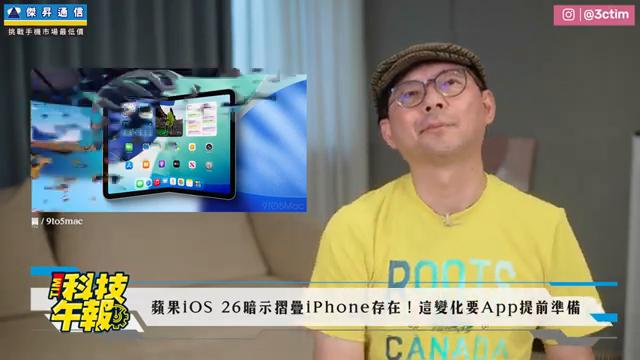 傑昇通信
挑戰手機市場最低價
@3ctim
9TO5Mac
圖 / 9to5mac
ROOTS
CANADA
科技
午報
蘋果iOS 26暗示摺疊iPhone存在！這變化要App提前準備